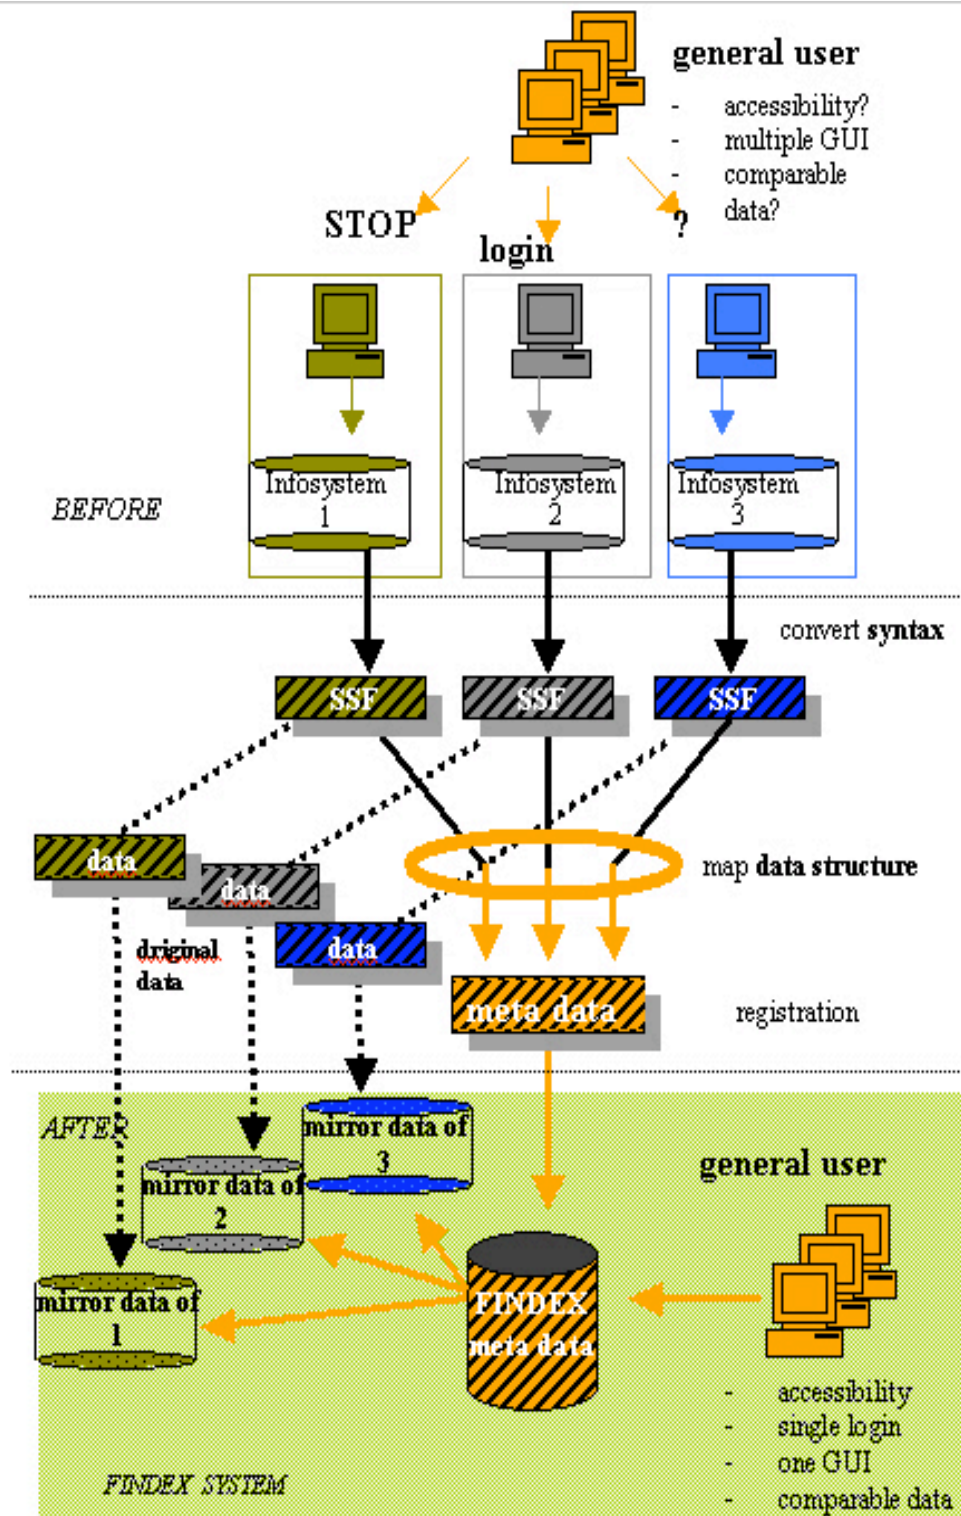 general user
- accessibility?
- multiple GUI
- comparable
data?
STOP
login
?
Infosystem
1
Infosystem
2
Infosystem
3
BEFORE
convert syntax
SSF
SSF
SSF
data
data
data
map data structure
driginal
data
meta data
registration
AFTER
mirror data of
3
mirror data of
2
mirror data of
1
general user
FINDEX
meta data
- accessibility
- single login
- one GUI
- comparable data
FINDEX SYSTEM